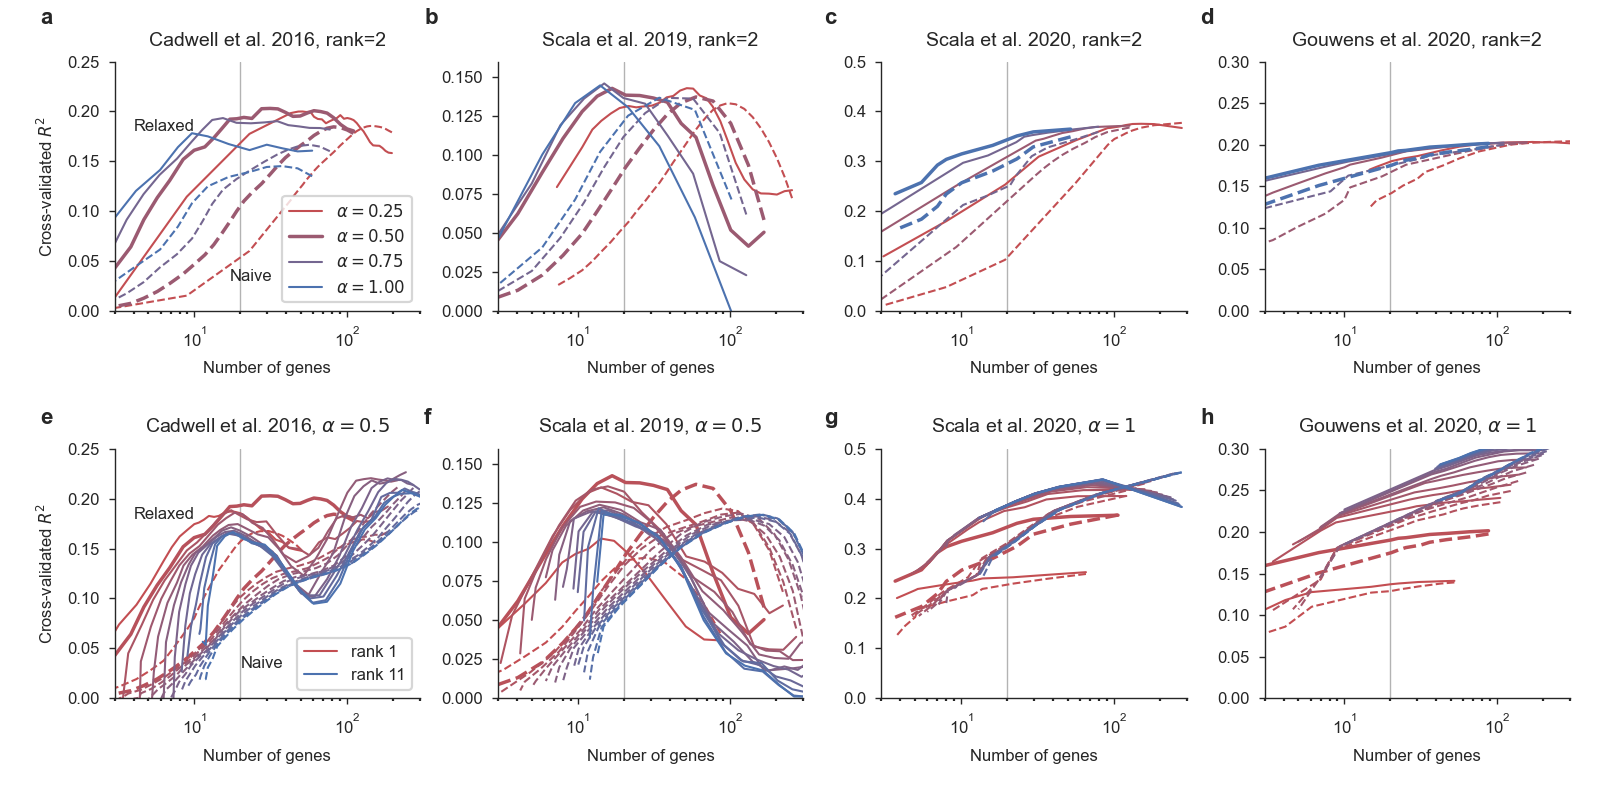 a
Cadwell et al. 2016, rank=2
0.25
0.20
0.15
0.10
0.05
0.00
Cross-validated R²
Relaxed
Naive
α = 0.25
α = 0.50
α = 0.75
α = 1.00
10¹
10²
Number of genes
b
Scala et al. 2019, rank=2
0.150
0.125
0.100
0.075
0.050
0.025
0.000
10¹
10²
Number of genes
c
Scala et al. 2020, rank=2
0.5
0.4
0.3
0.2
0.1
0.0
10¹
10²
Number of genes
d
Gouwens et al. 2020, rank=2
0.30
0.25
0.20
0.15
0.10
0.05
0.00
10¹
10²
Number of genes
e
Cadwell et al. 2016, α = 0.5
0.25
0.20
0.15
0.10
0.05
0.00
Cross-validated R²
Relaxed
Naive
rank 1
rank 11
10¹
10²
Number of genes
f
Scala et al. 2019, α = 0.5
0.150
0.125
0.100
0.075
0.050
0.025
0.000
10¹
10²
Number of genes
g
Scala et al. 2020, α = 1
0.5
0.4
0.3
0.2
0.1
0.0
10¹
10²
Number of genes
h
Gouwens et al. 2020, α = 1
0.30
0.25
0.20
0.15
0.10
0.05
0.00
10¹
10²
Number of genes